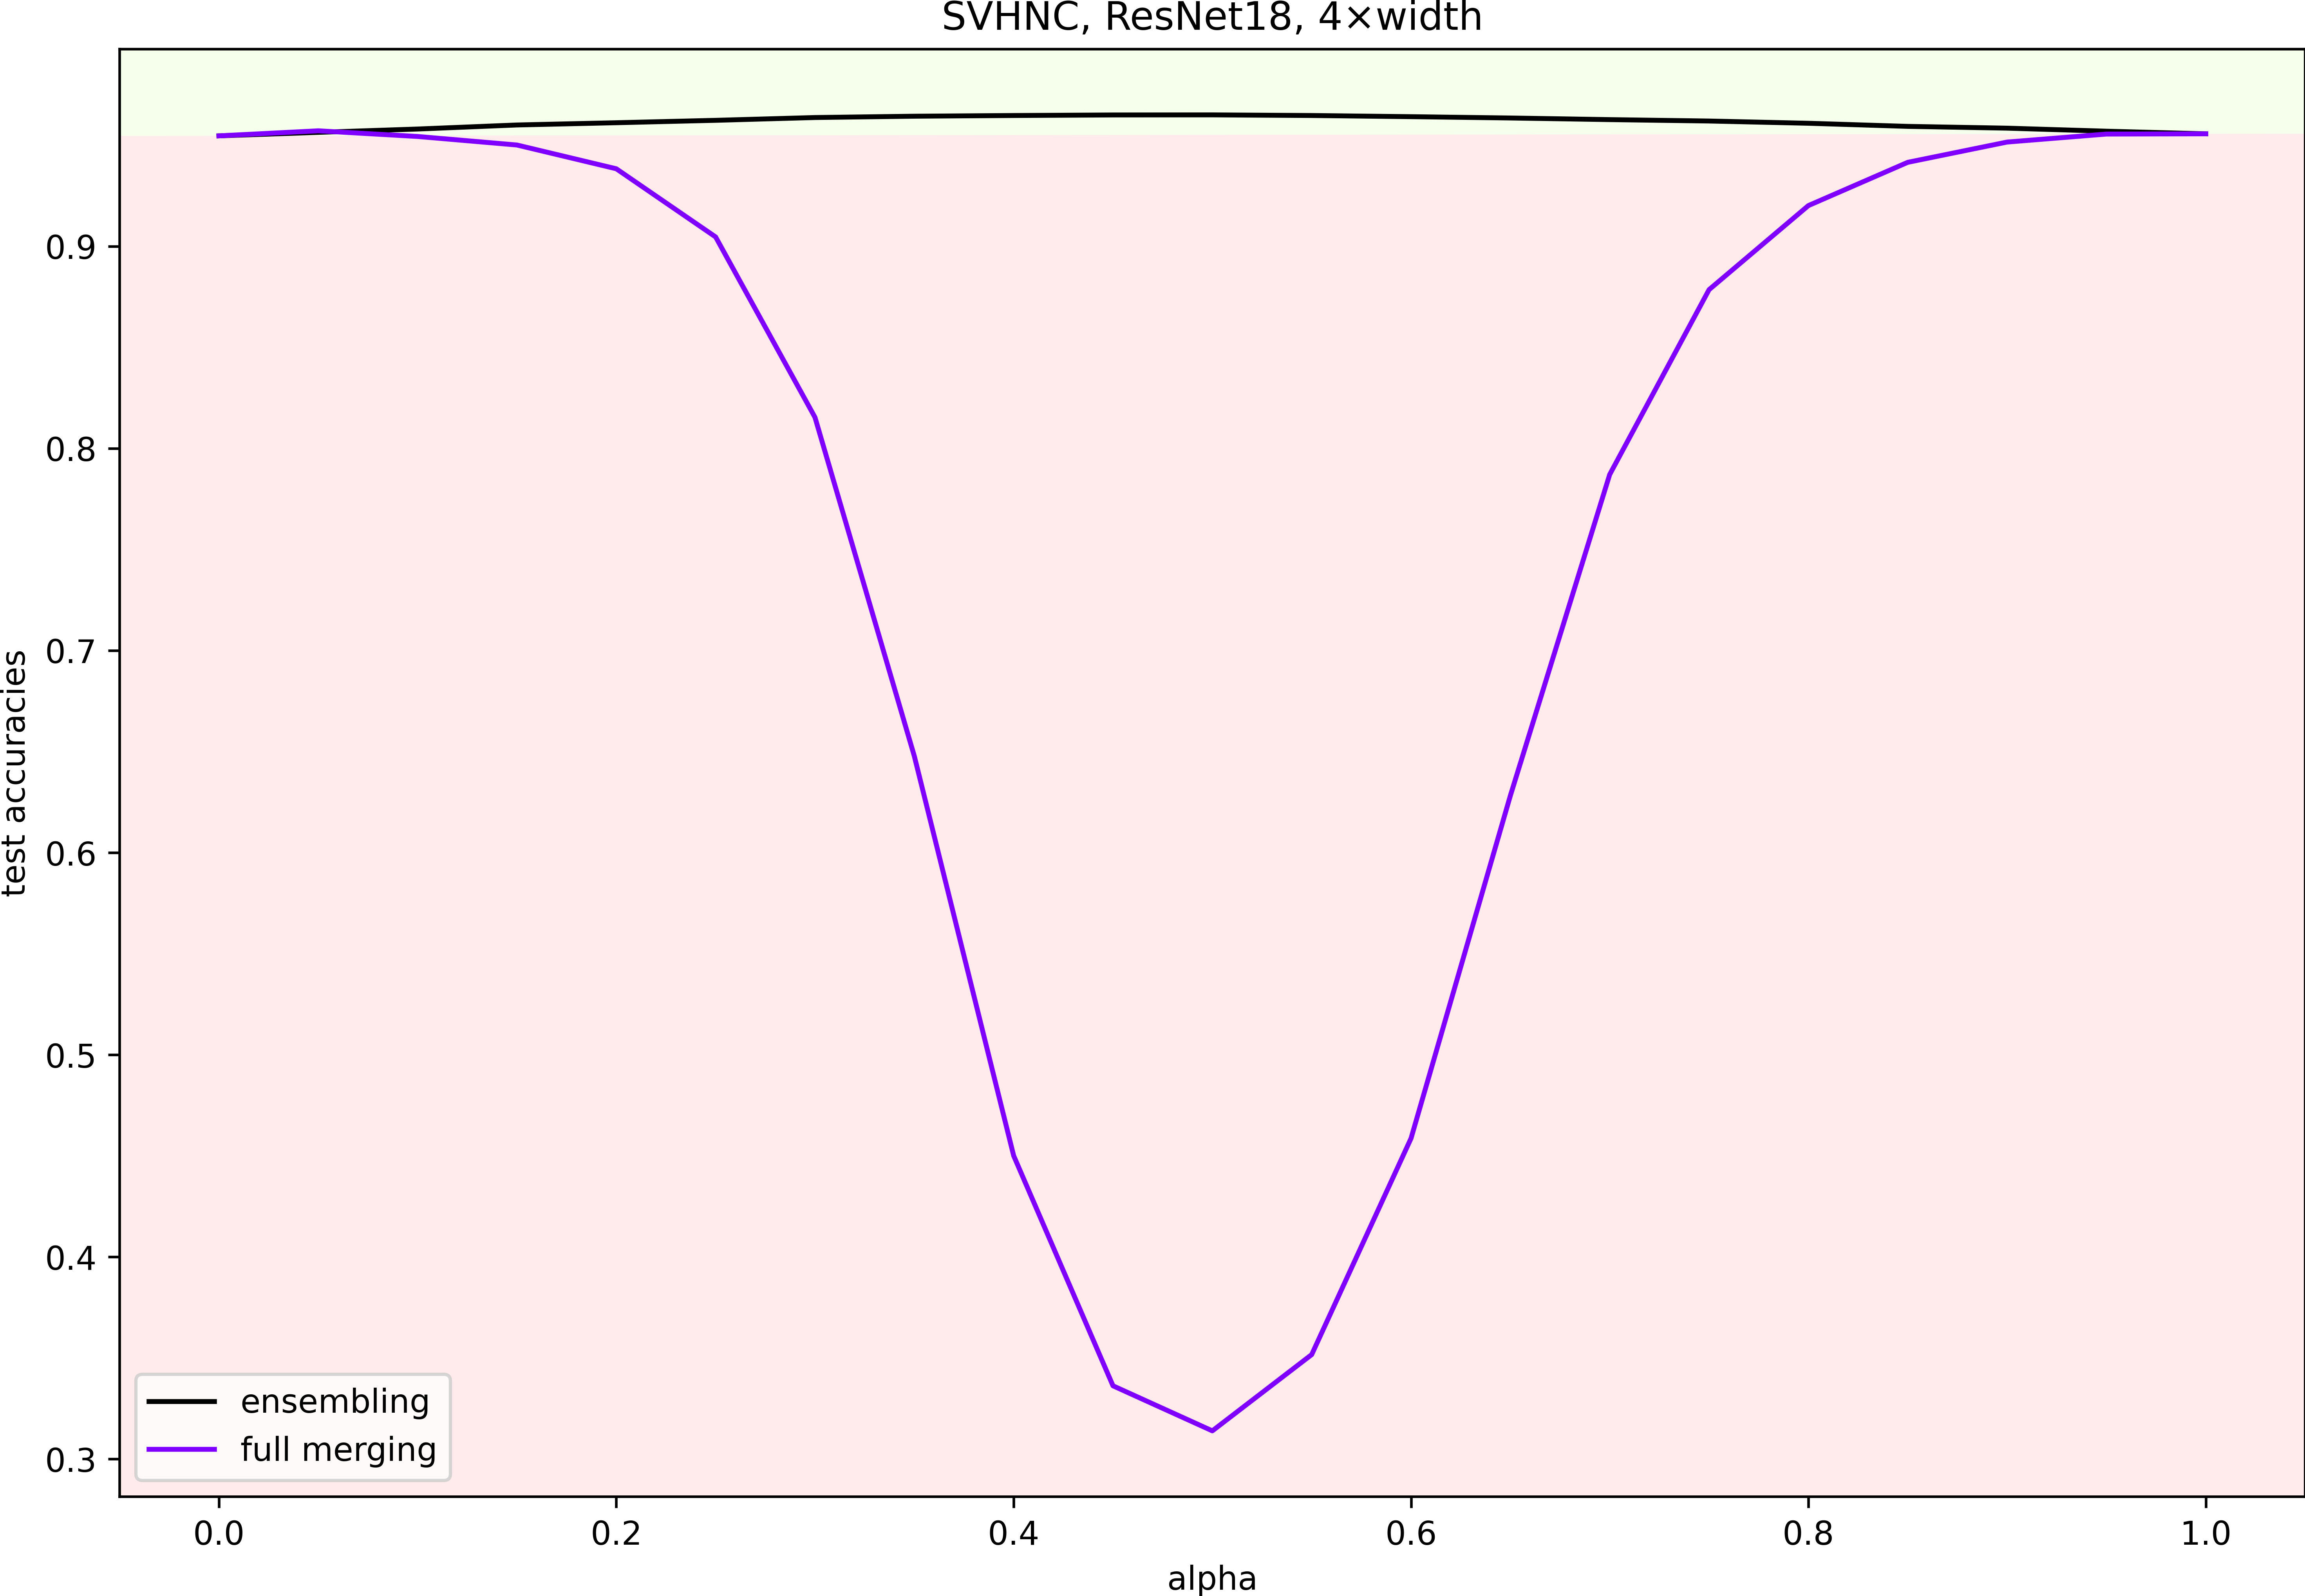 SVHNC, ResNet18, 4×width
test accuracies
0.9
0.8
0.7
0.6
0.5
0.4
0.3
ensembling
full merging
0.0 0.2 0.4 0.6 0.8 1.0
alpha